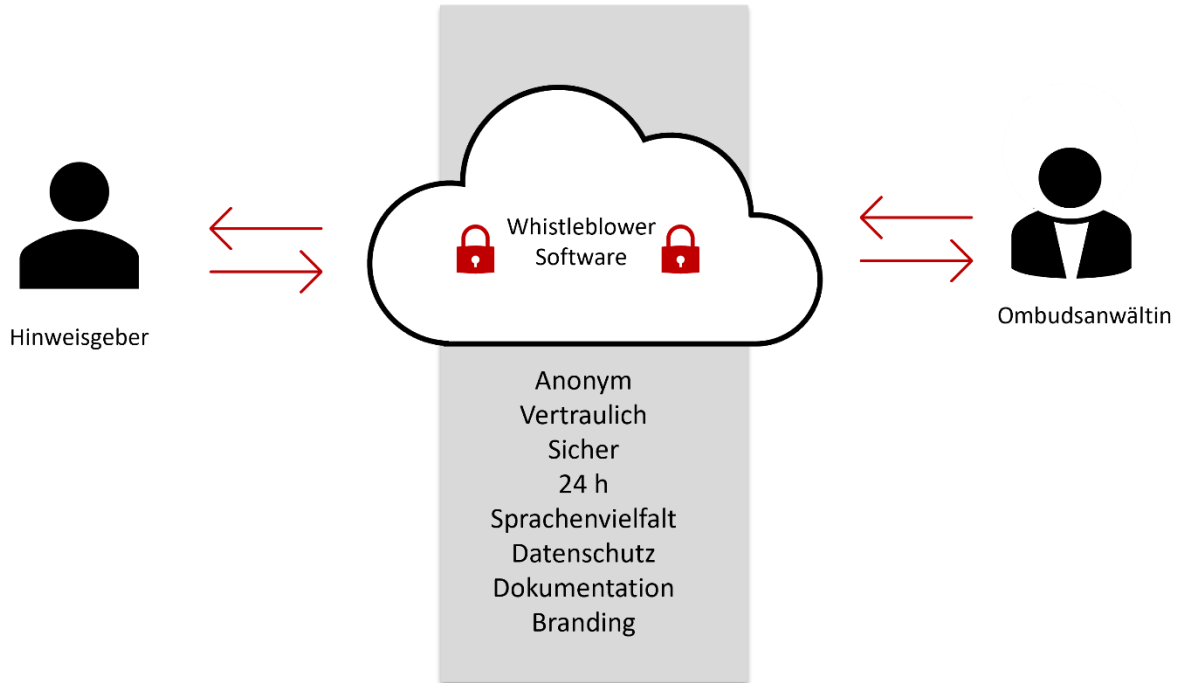 Whistleblower
Software
Hinweisgeber
Ombudsanwältin
Anonym
Vertraulich
Sicher
24 h
Sprachenvielfalt
Datenschutz
Dokumentation
Branding